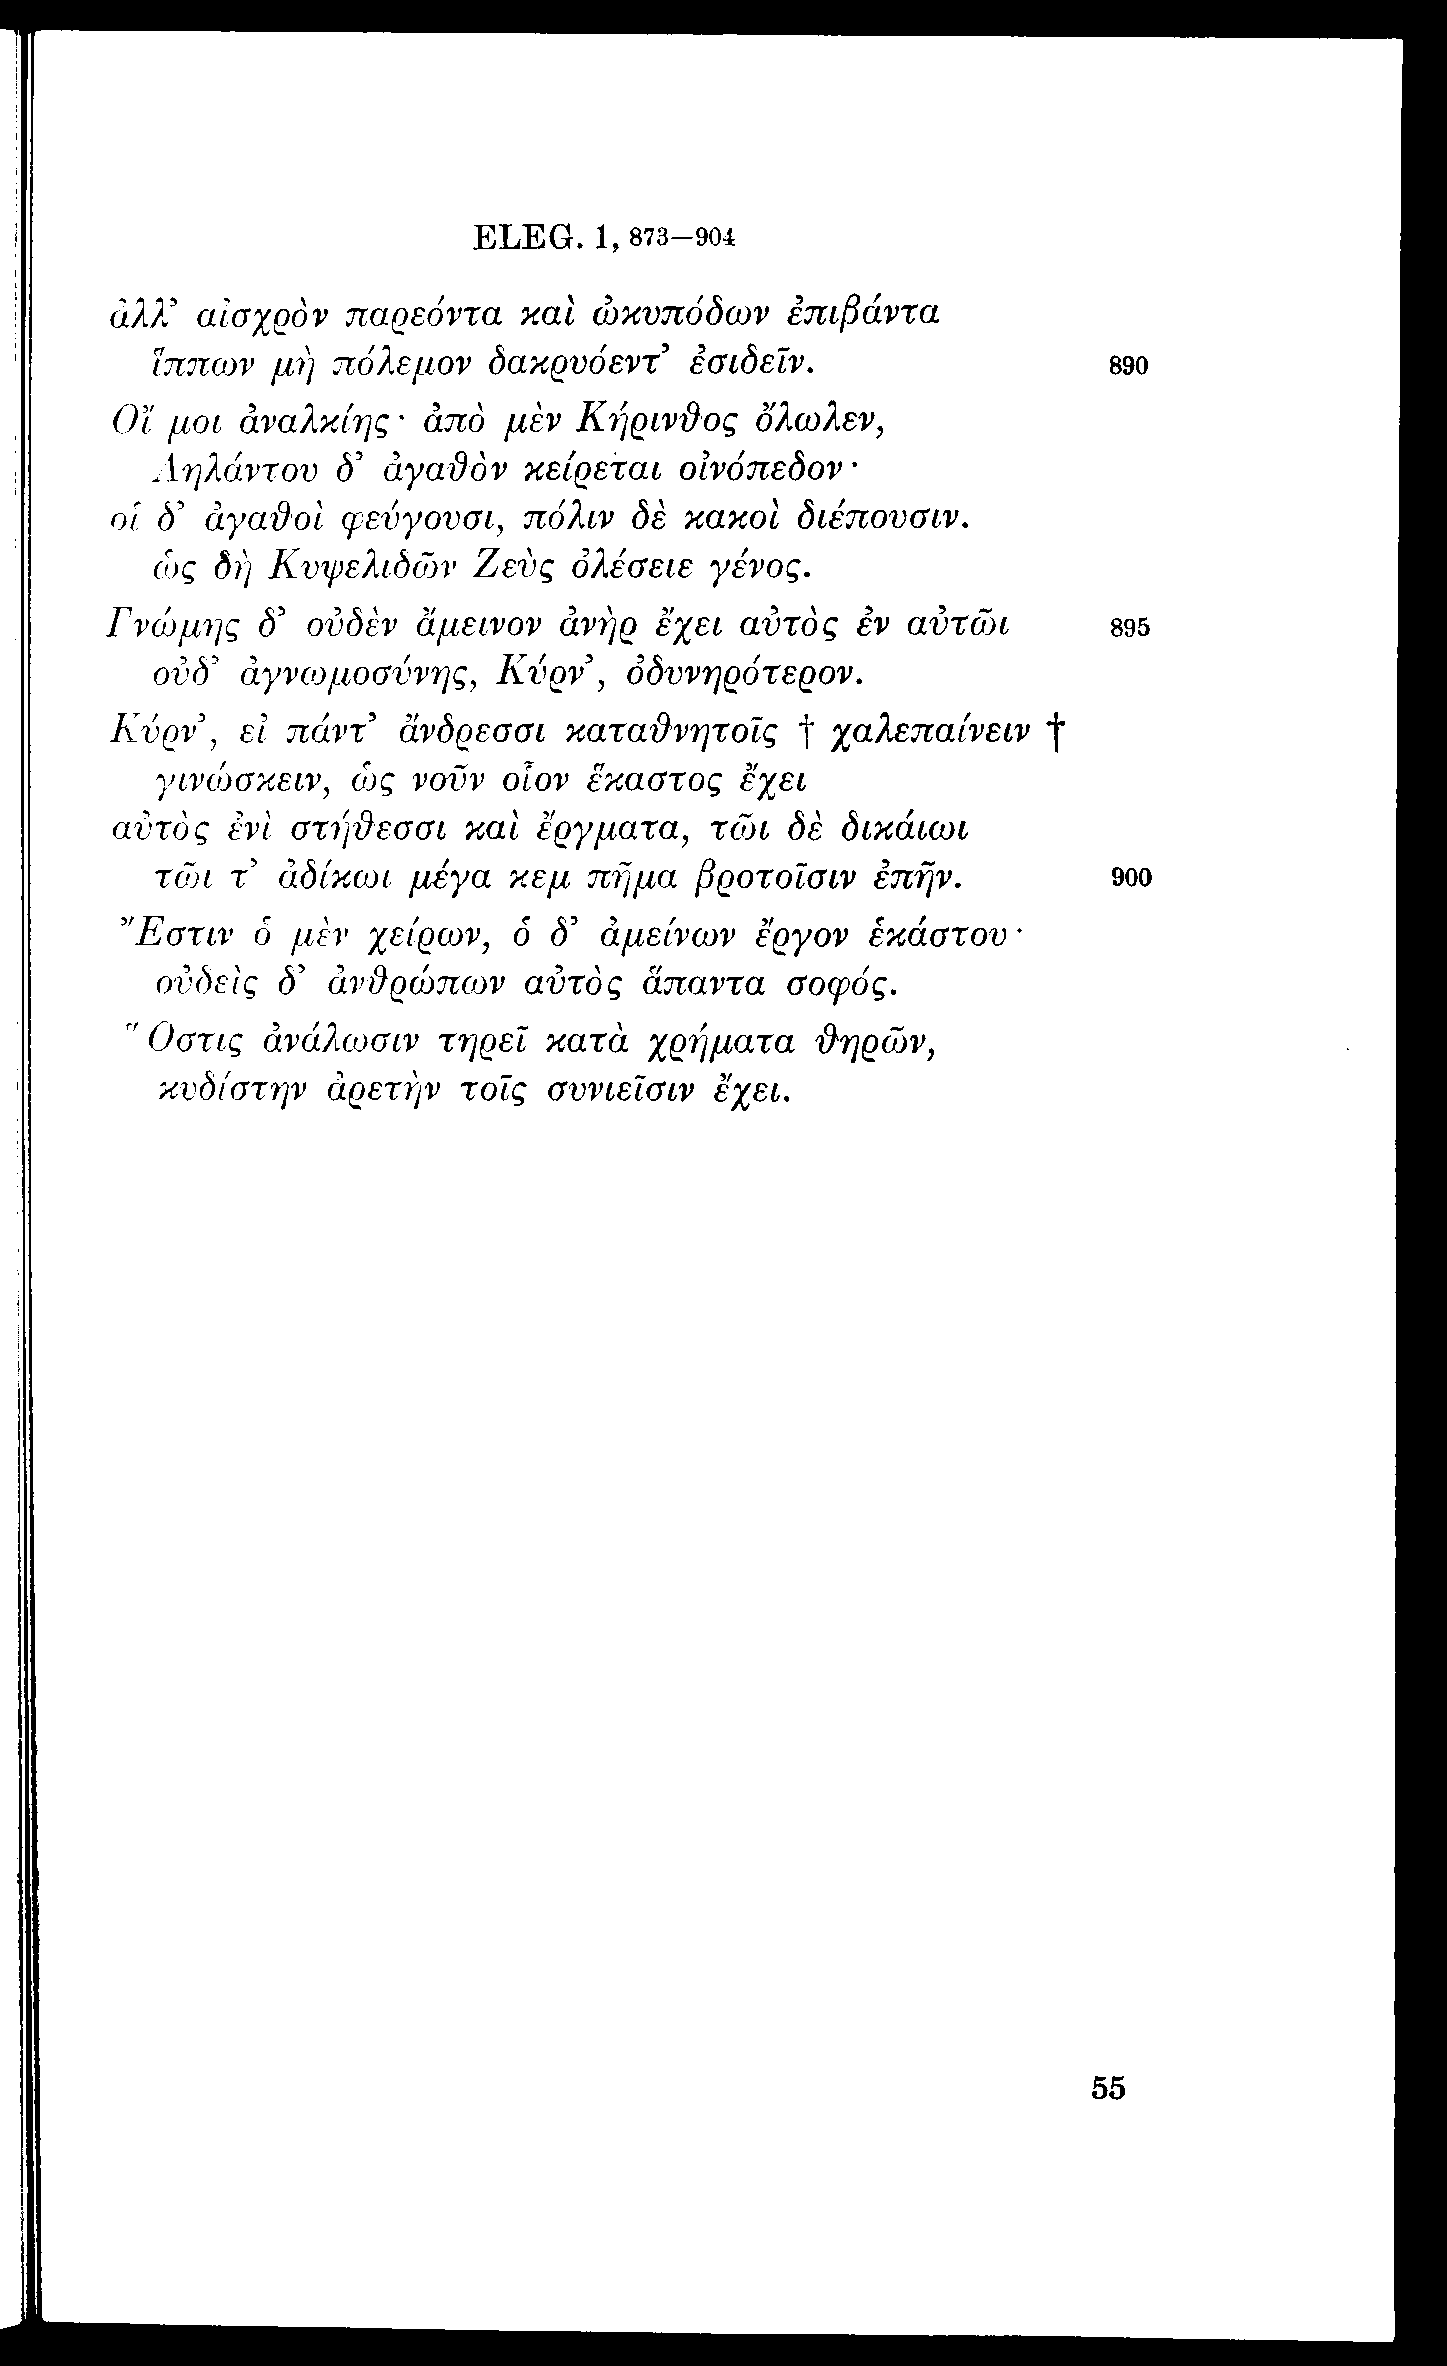 ELEG. 1, 873–904
ἀλλ’ αἰσχρὸν παρεόντα καὶ ὠκυπόδων ἐπιβάντα
ἵππων μὴ πόλεμον δακρυόεντ’ ἐσιδεῖν. 890
Οἴ μοι ἀναλκίης· ἀπὸ μὲν Κήρινθος ὄλωλεν,
Ληλάντου δ’ ἀγαθὸν κείρεται οἰνόπεδον·
οἱ δ’ ἀγαθοὶ φεύγουσι, πόλιν δὲ κακοὶ διέπουσιν.
ὡς δὴ Κυψελιδῶν Ζεὺς ὀλέσειε γένος.
Γνώμης δ’ οὐδὲν ἄμεινον ἀνὴρ ἔχει αὐτὸς ἐν αὑτῶι 895
οὐδ’ ἀγνωμοσύνης, Κύρν’, ὀδυνηρότερον.
Κύρν’, εἰ πάντ’ ἄνδρεσσι καταθνητοῖς † χαλεπαίνειν †
γινώσκειν, ὡς νοῦν οἷον ἕκαστος ἔχει
αὐτὸς ἐνὶ στήθεσσι καὶ ἔργματα, τῶι δὲ δικάιωι
τῶι τ’ ἀδίκωι μέγα κεμ πῆμα βροτοῖσιν ἐπῆν. 900
Ἔστιν ὁ μὲν χείρων, ὁ δ’ ἀμείνων ἔργον ἑκάστου·
οὐδεὶς δ’ ἀνθρώπων αὐτὸς ἅπαντα σοφός.
Ὅστις ἀνάλωσιν τηρεῖ κατὰ χρήματα θηρῶν,
κυδίστην ἀρετὴν τοῖς συνιεῖσιν ἔχει.
55